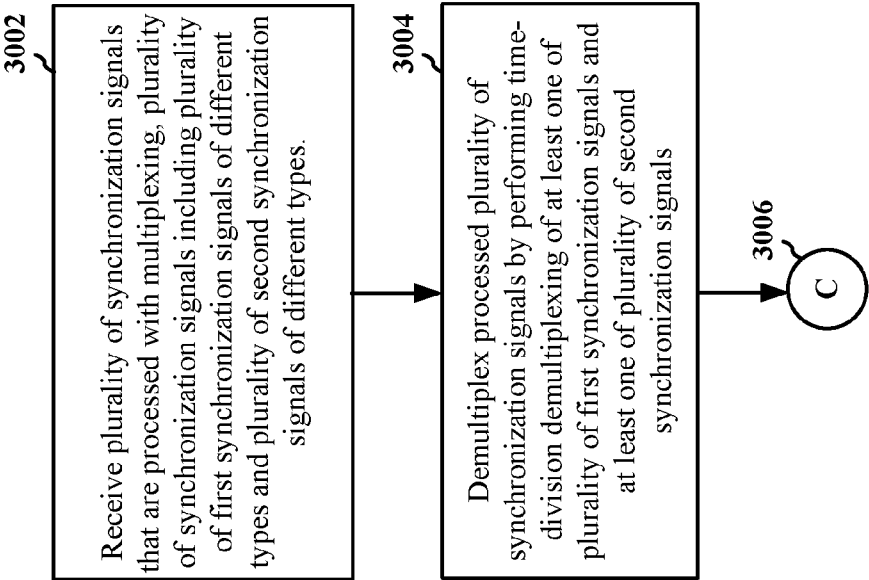 3002
Receive plurality of synchronization signals
that are processed with multiplexing, plurality
of synchronization signals including plurality
of first synchronization signals of different
types and plurality of second synchronization
signals of different types.
3004
Demultiplex processed plurality of
synchronization signals by performing time-
division demultiplexing of at least one of
plurality of first synchronization signals and
at least one of plurality of second
synchronization signals
3006
C